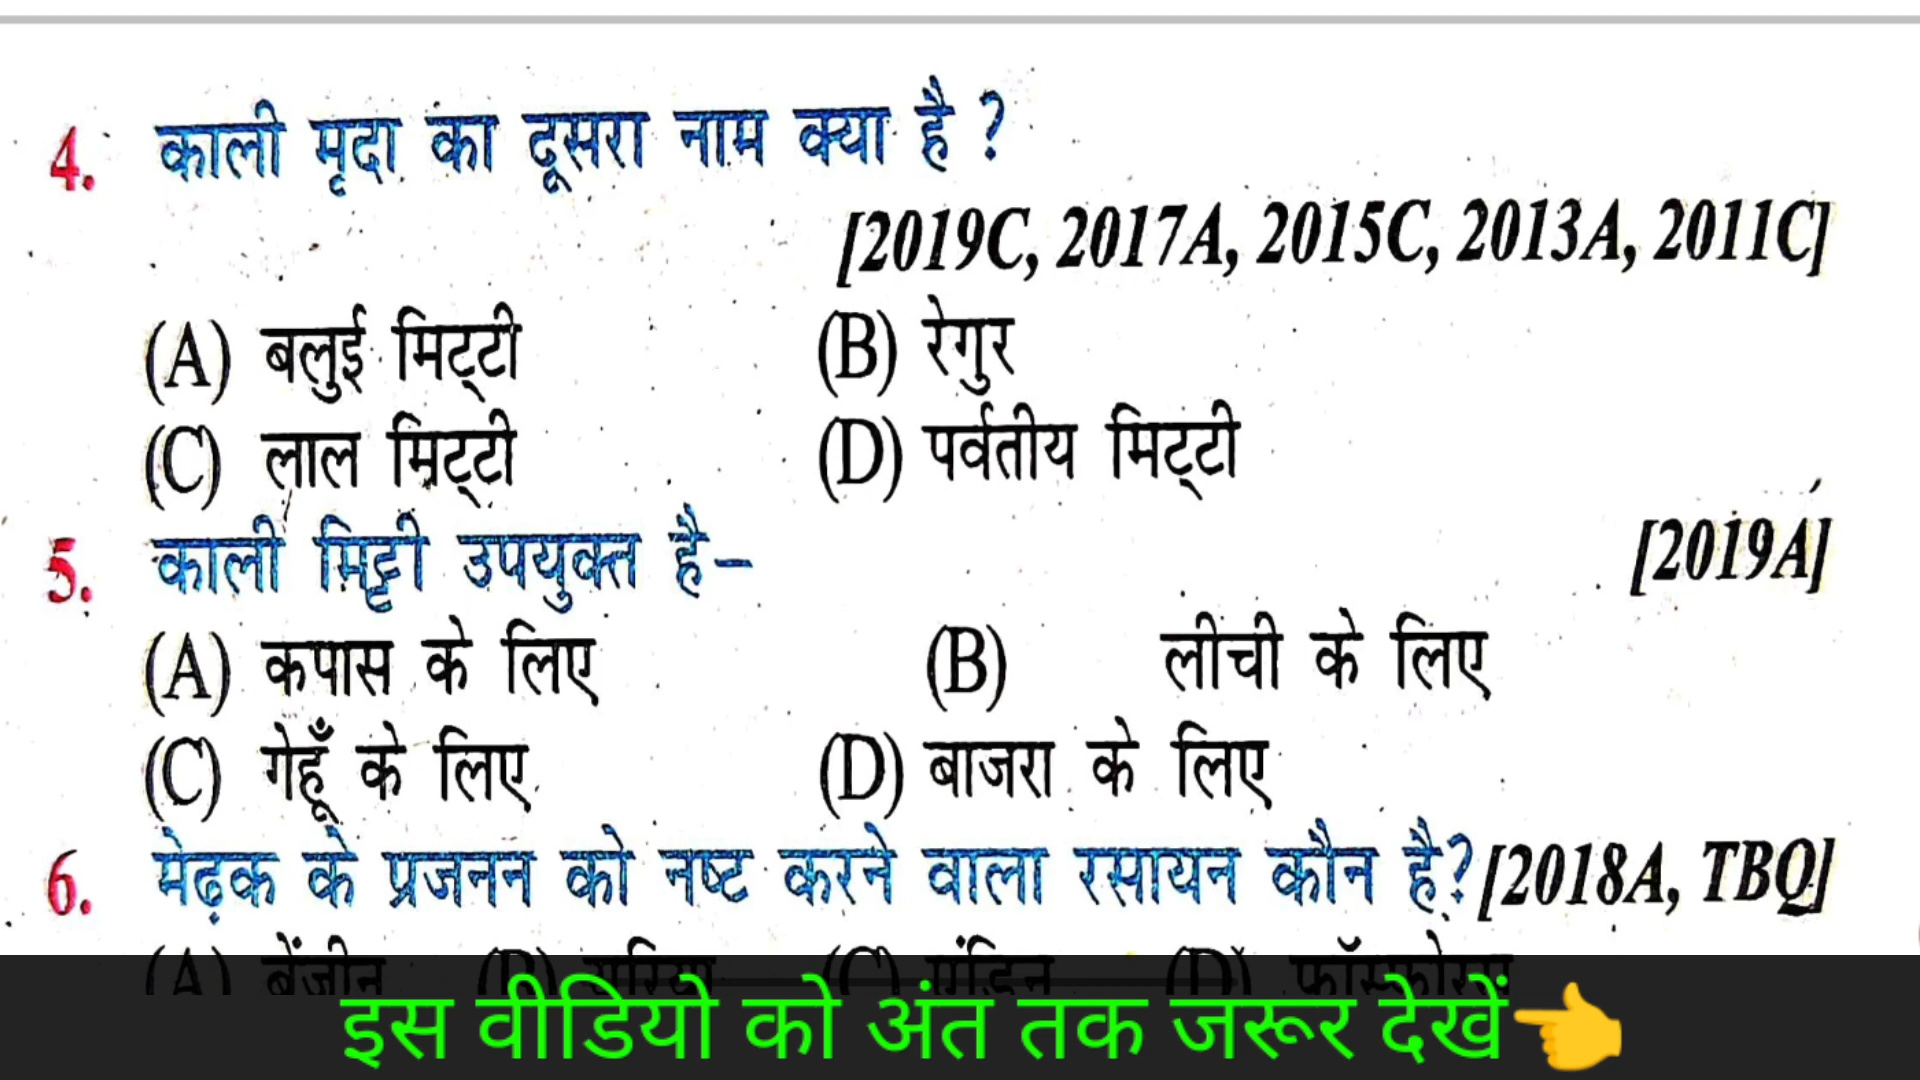 4. काली मृदा का दूसरा नाम क्या है ?
[2019C, 2017A, 2015C, 2013A, 2011C]
(A) बलुई मिट्टी (B) रेगुर
(C) लाल मिट्टी (D) पर्वतीय मिट्टी
5. काली मिट्टी उपयुक्त है– [2019A]
(A) कपास के लिए (B) लीची के लिए
(C) गेहूँ के लिए (D) बाजरा के लिए
6. मेढ़क के प्रजनन को नष्ट करने वाला रसायन कौन है? [2018A, TBQ]
(A) बेंजीन (B) यूरिया (C) एंड्रिन (D) फॉस्फोरस
इस वीडियो को अंत तक जरूर देखें👈